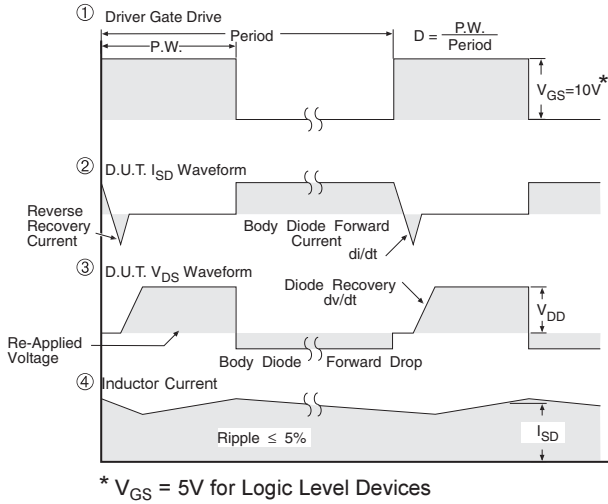 ① Driver Gate Drive
P.W.
Period
D = P.W. / Period
V_GS=10V*
② D.U.T. I_SD Waveform
Reverse
Recovery
Current
Body Diode Forward
Current
di/dt
③ D.U.T. V_DS Waveform
Diode Recovery
dv/dt
V_DD
Re-Applied
Voltage
Body Diode Forward Drop
④ Inductor Current
Ripple ≤ 5%
I_SD
* V_GS = 5V for Logic Level Devices